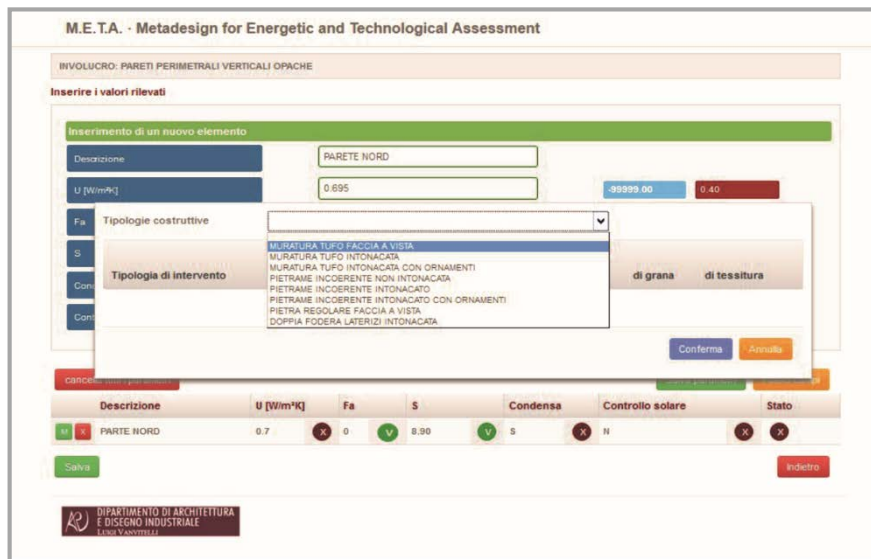 M.E.T.A. · Metadesign for Energetic and Technological Assessment
INVOLUCRO: PARETI PERIMETRALI VERTICALI OPACHE
Inserire i valori rilevati
Inserimento di un nuovo elemento
Descrizione PARETE NORD
U [W/m²K] 0.695 -99999.00 0.40
Fa
S
Tipologie costruttive
MURATURA TUFO FACCIA A VISTA
MURATURA TUFO INTONACATA
MURATURA TUFO INTONACATA CON ORNAMENTI
PIETRAME INCOERENTE NON INTONACATA
PIETRAME INCOERENTE INTONACATO
PIETRAME INCOERENTE INTONACATO CON ORNAMENTI
PIETRA REGOLARE FACCIA A VISTA
DOPPIA FODERA LATERIZI INTONACATA
Tipologia di intervento di grana di tessitura
Conferma Annulla
Descrizione U [W/m²K] Fa S Condensa Controllo solare Stato
M X PARTE NORD 0.7 X 0 V 8.90 V S X N X X
Salva Indietro
DIPARTIMENTO DI ARCHITETTURA
E DISEGNO INDUSTRIALE
LUIGI VANVITELLI